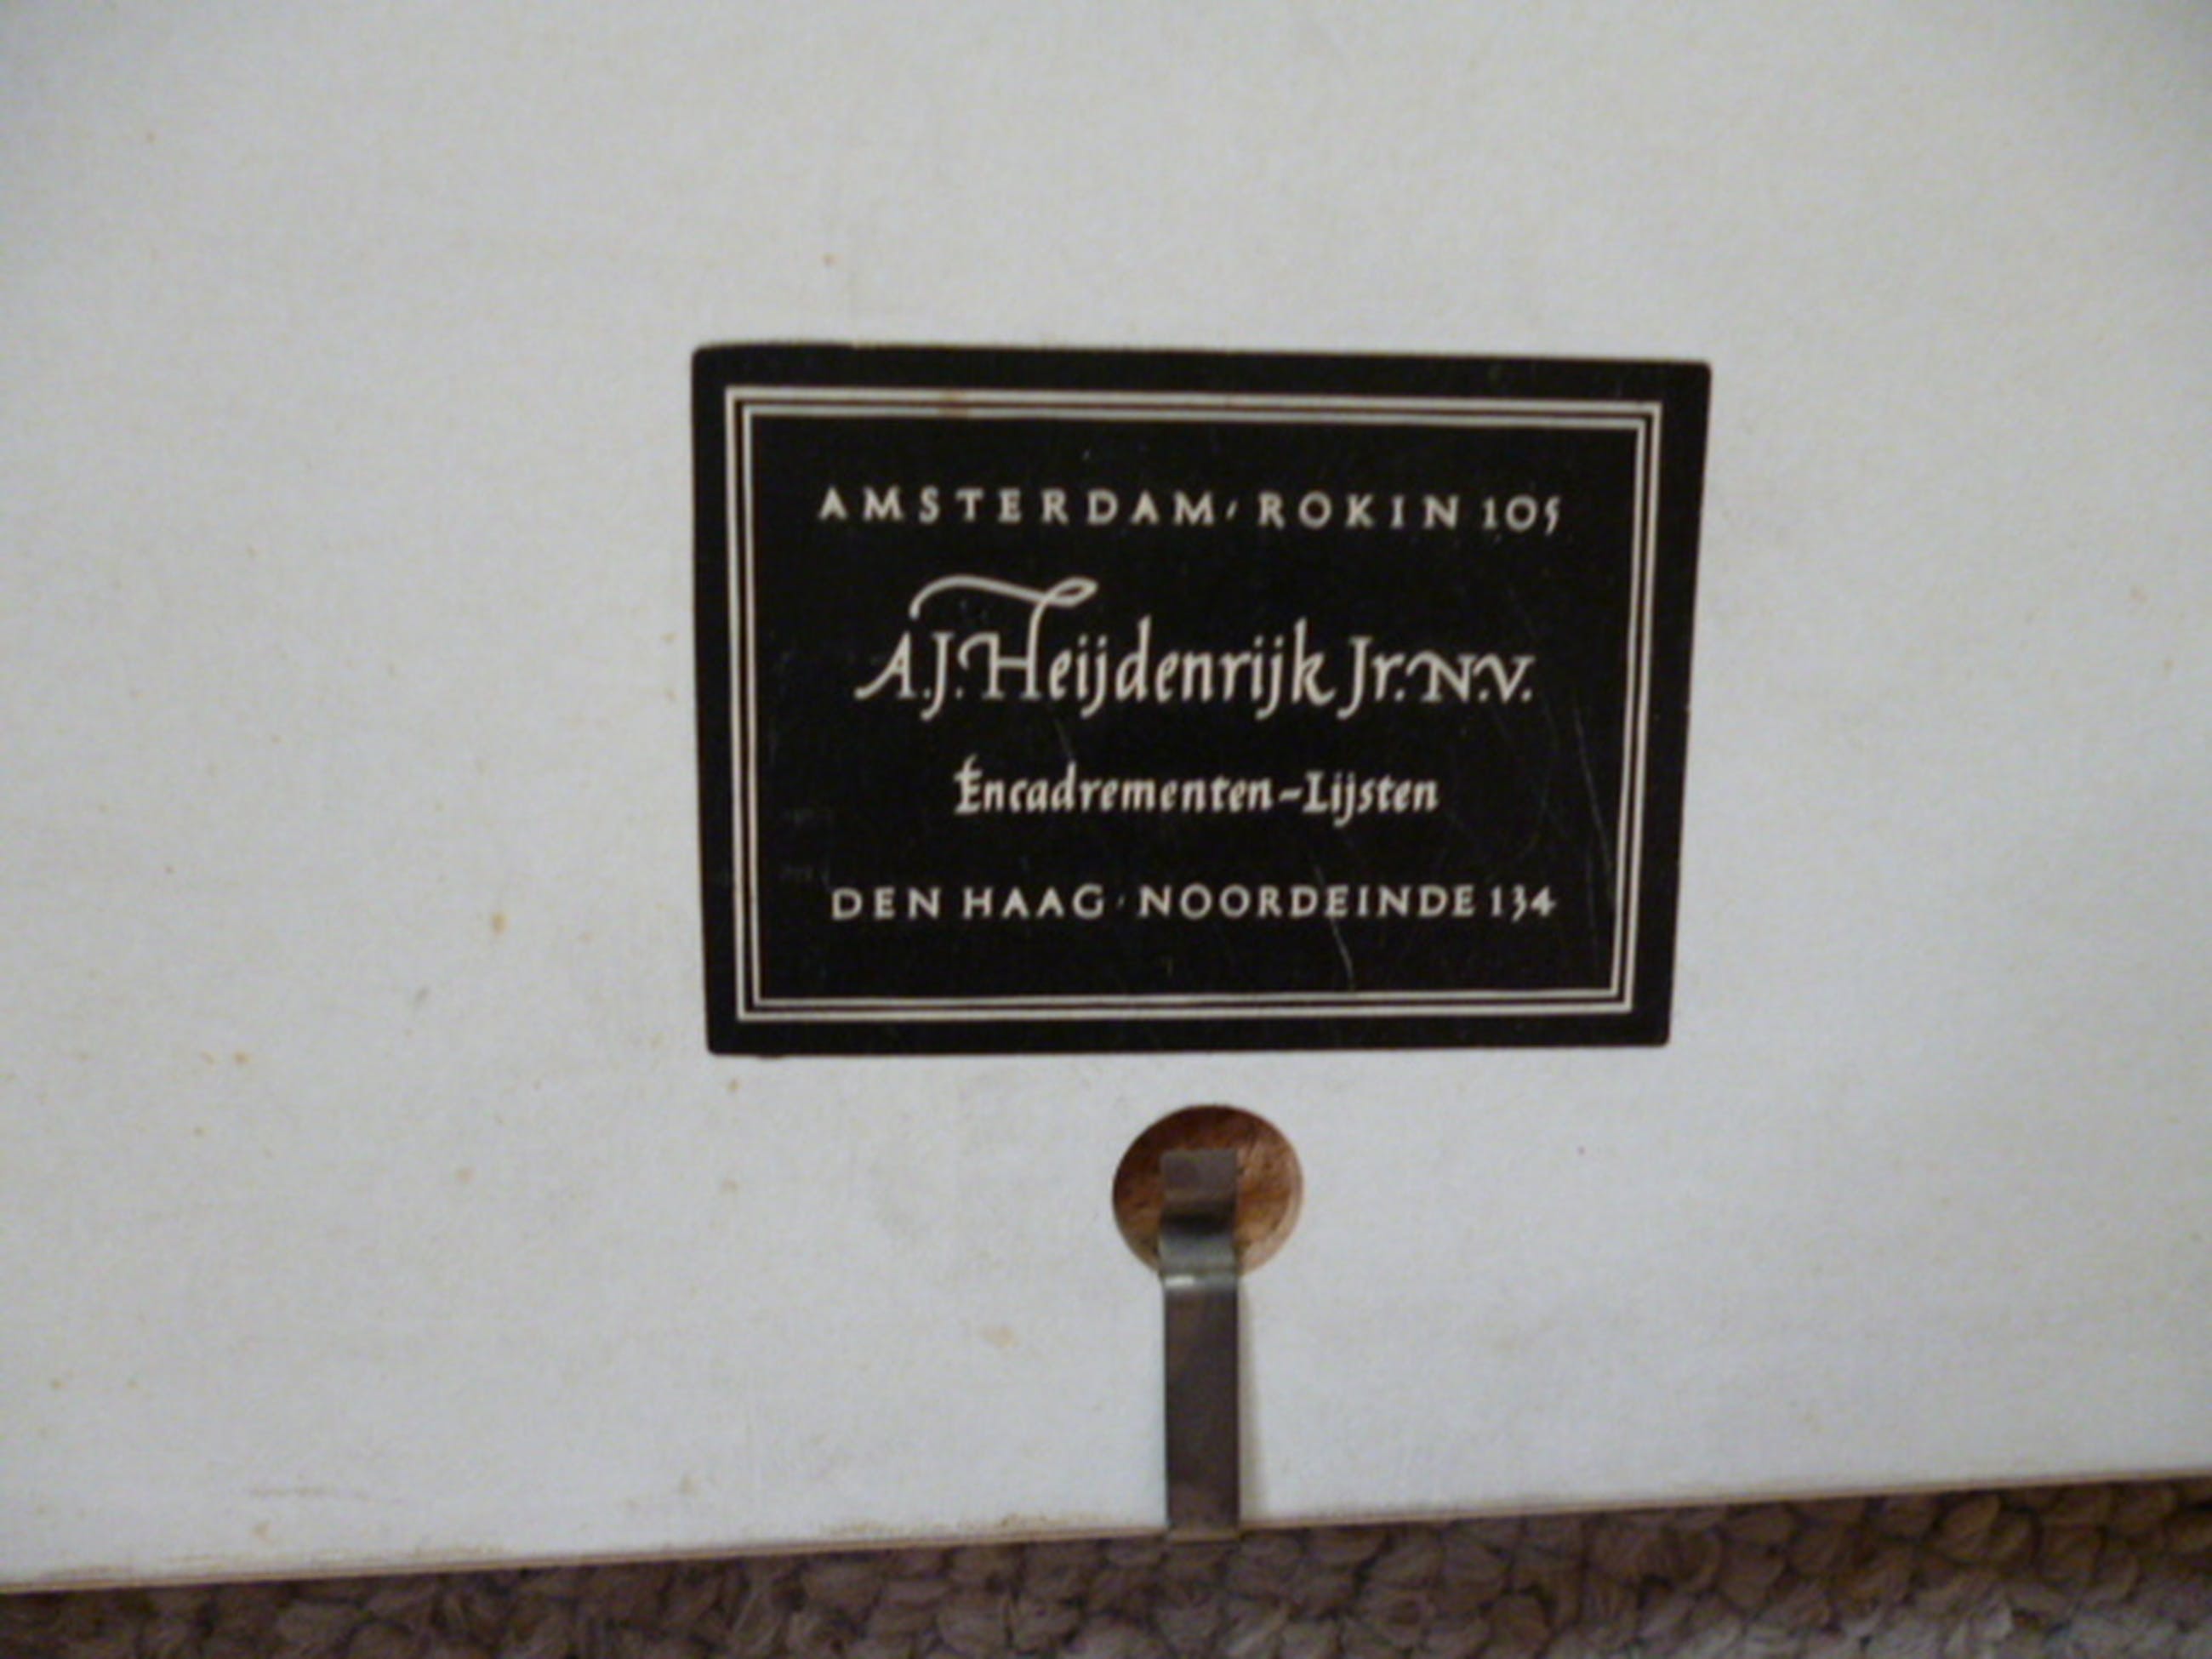 AMSTERDAM, ROKIN 105
A.J. Heijdenrijk Jr. N.V.
Encadrementen-Lijsten
DEN HAAG, NOORDEINDE 134